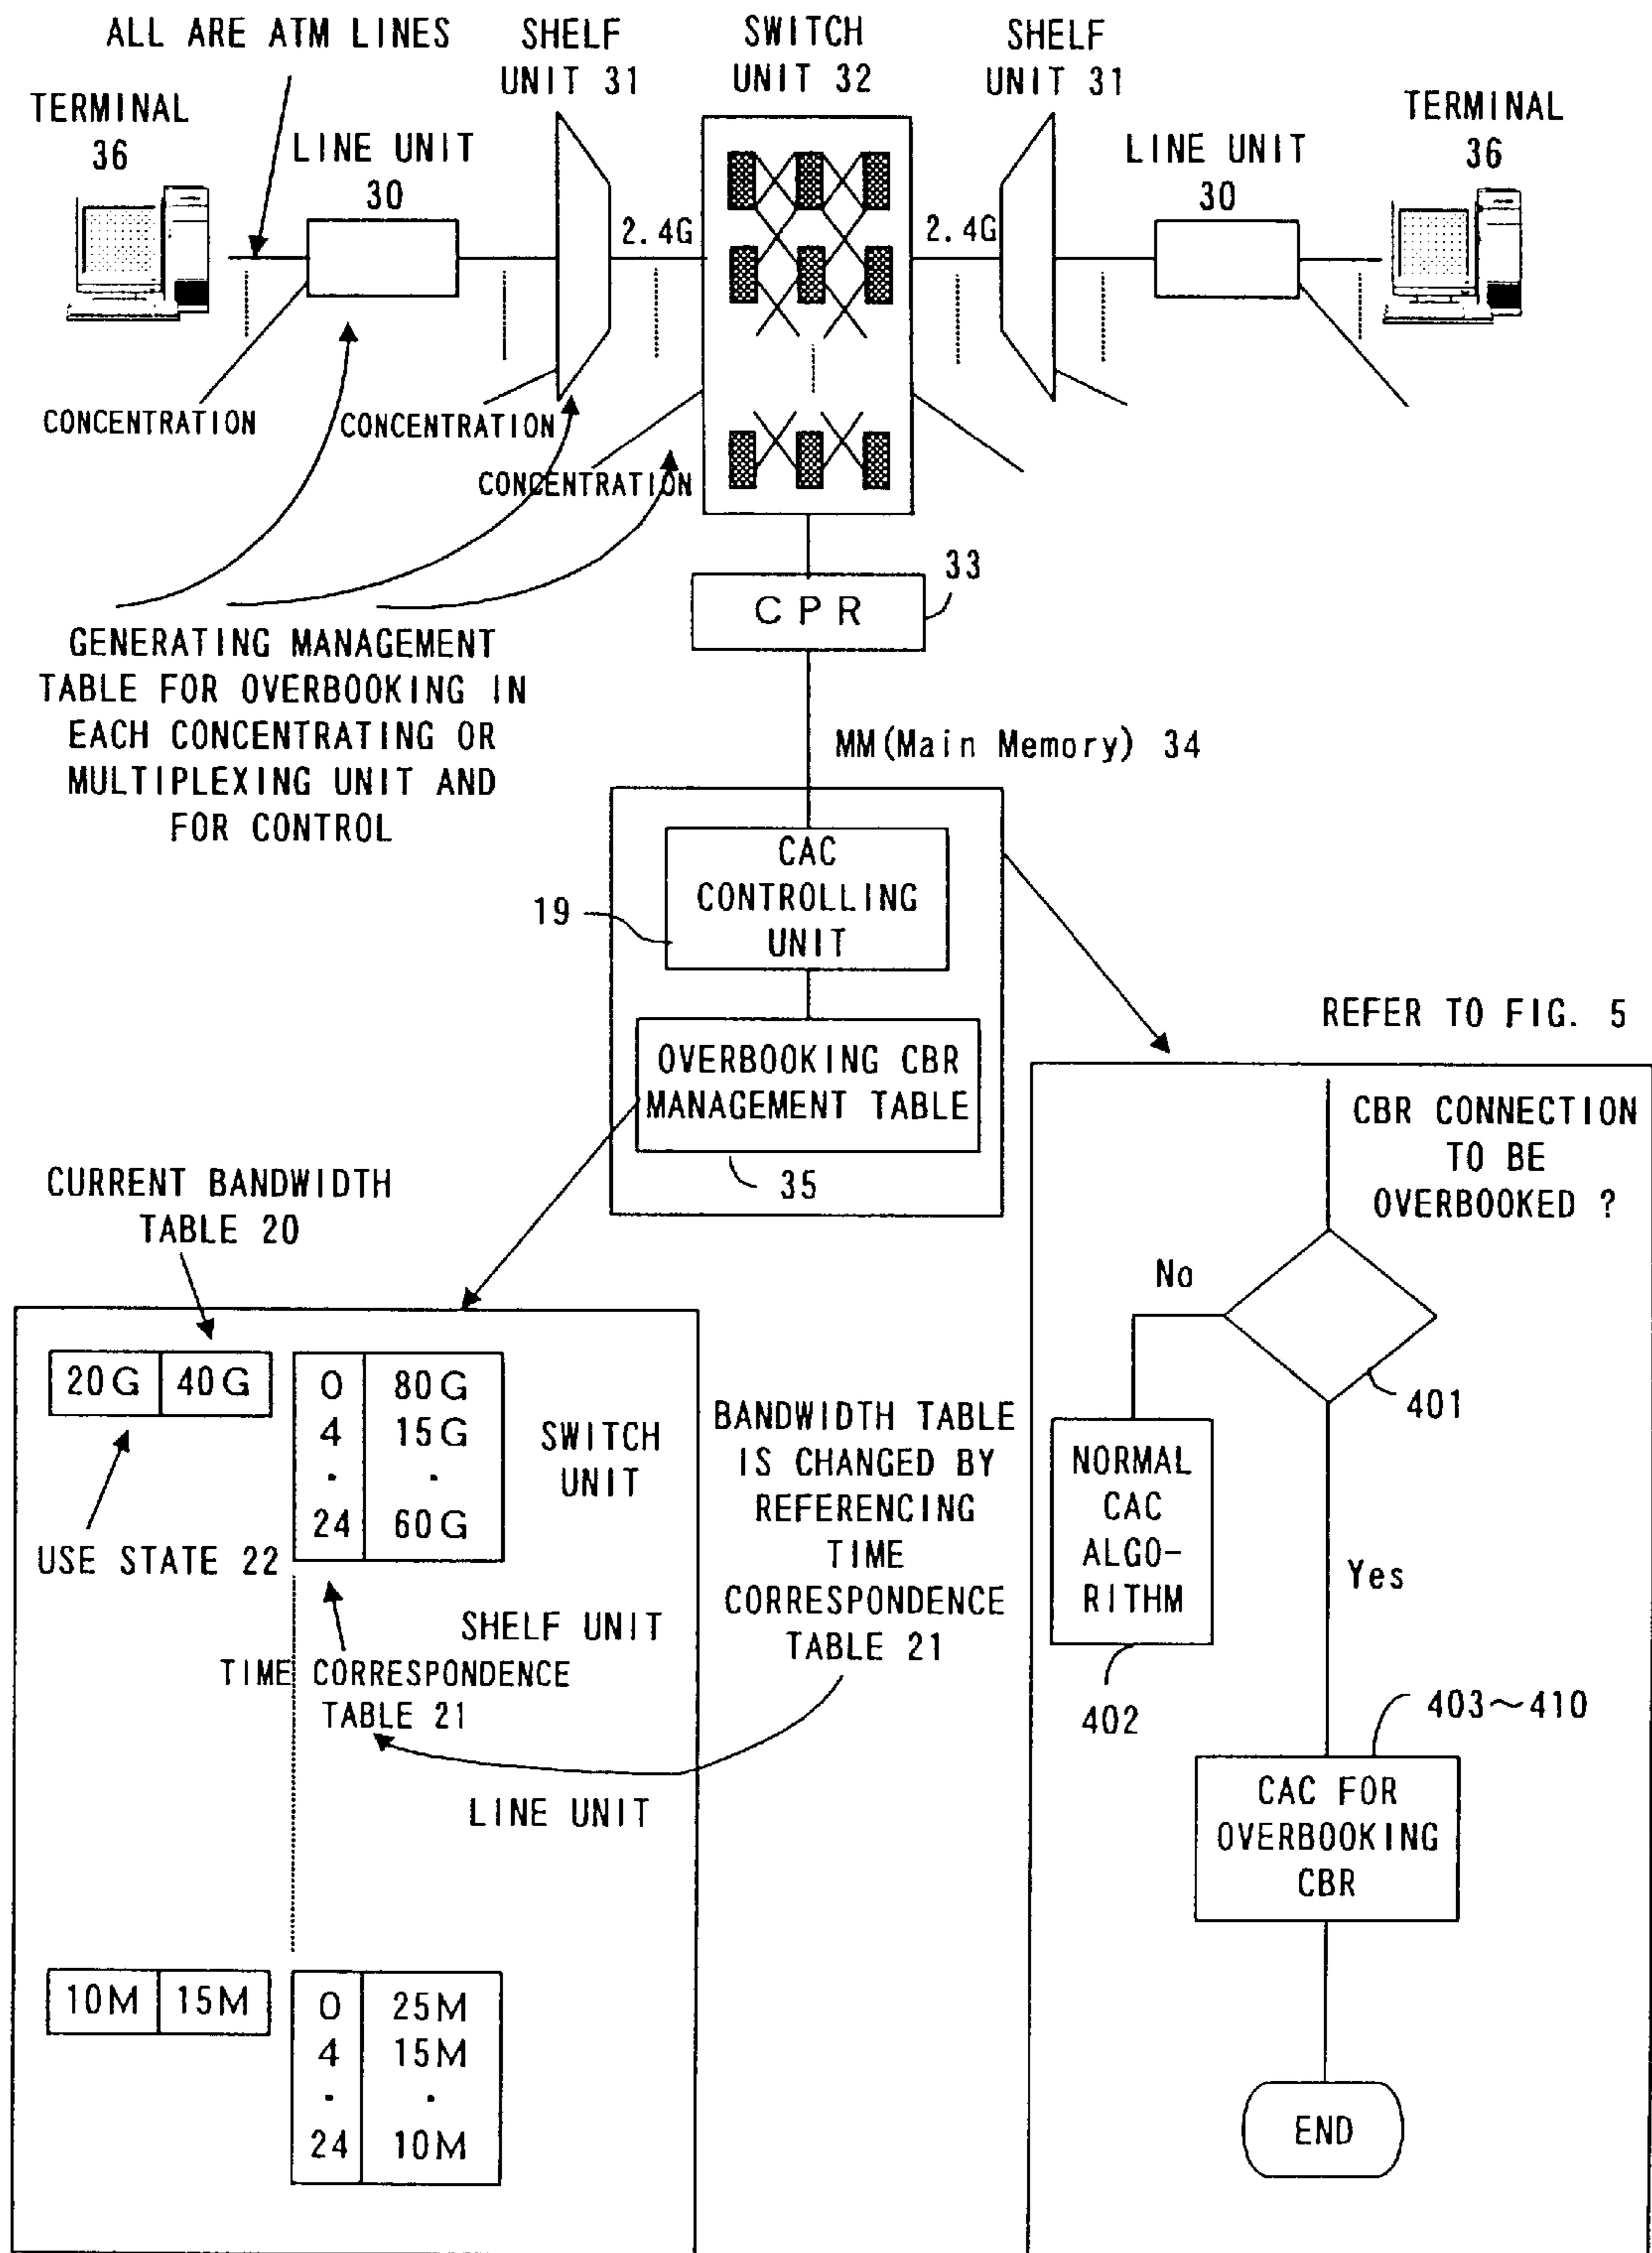 ALL ARE ATM LINES
SHELF
UNIT 31
SWITCH
UNIT 32
SHELF
UNIT 31
TERMINAL
36
LINE UNIT
30
LINE UNIT
30
TERMINAL
36
2.4G
2.4G
CONCENTRATION
CONCENTRATION
CONCENTRATION
CPR
33
GENERATING MANAGEMENT
TABLE FOR OVERBOOKING IN
EACH CONCENTRATING OR
MULTIPLEXING UNIT AND
FOR CONTROL
MM(Main Memory) 34
CAC
CONTROLLING
UNIT
19
OVERBOOKING CBR
MANAGEMENT TABLE
35
REFER TO FIG. 5
CBR CONNECTION
TO BE
OVERBOOKED ?
No
401
NORMAL
CAC
ALGO-
RITHM
402
Yes
403~410
CAC FOR
OVERBOOKING
CBR
END
CURRENT BANDWIDTH
TABLE 20
20G 40G
0 80G
4 15G
. .
24 60G
SWITCH
UNIT
USE STATE 22
SHELF UNIT
TIME CORRESPONDENCE
TABLE 21
LINE UNIT
BANDWIDTH TABLE
IS CHANGED BY
REFERENCING
TIME
CORRESPONDENCE
TABLE 21
10M 15M
0 25M
4 15M
. .
24 10M